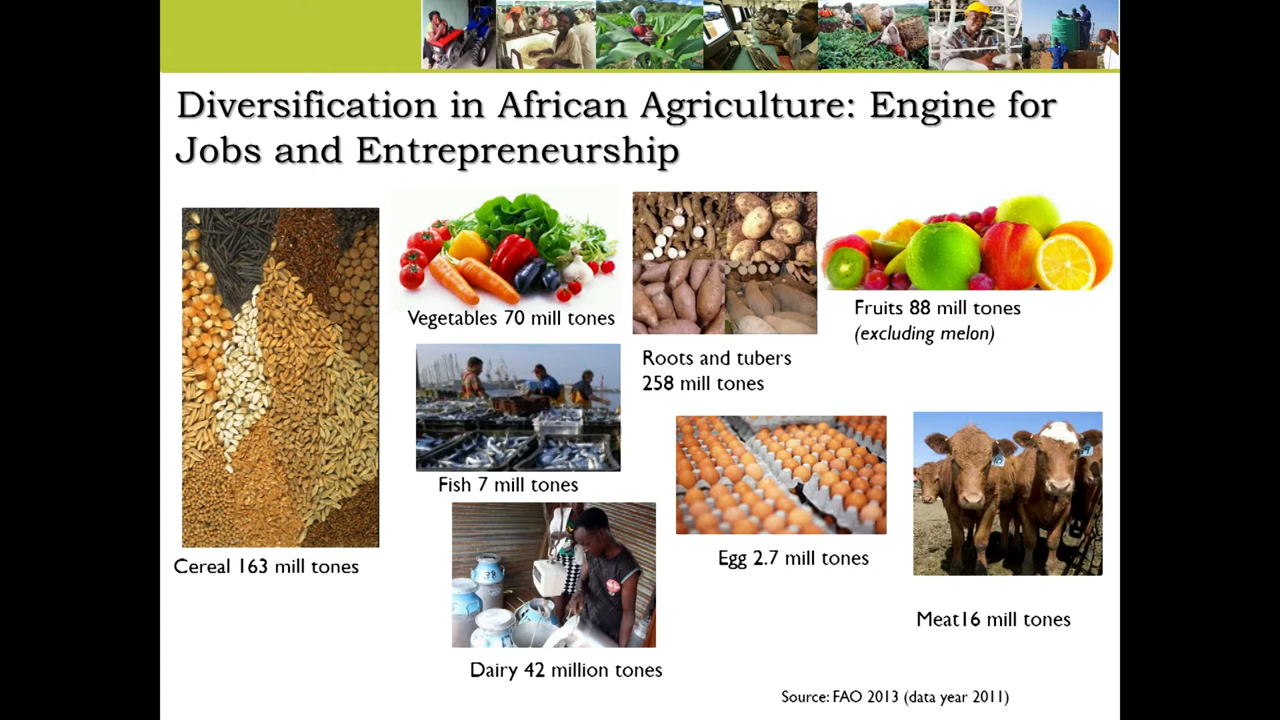 Diversification in African Agriculture: Engine for
Jobs and Entrepreneurship
Vegetables 70 mill tones
Fruits 88 mill tones
(excluding melon)
Roots and tubers
258 mill tones
Fish 7 mill tones
Egg 2.7 mill tones
Cereal 163 mill tones
Meat16 mill tones
Dairy 42 million tones
Source: FAO 2013 (data year 2011)